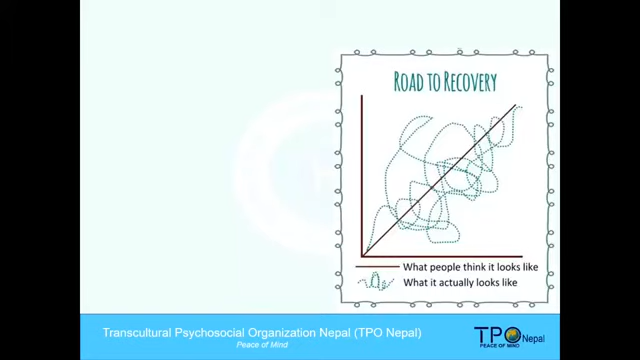 ROAD TO RECOVERY
What people think it looks like
What it actually looks like
Transcultural Psychosocial Organization Nepal (TPO Nepal)
Peace of Mind
TPO Nepal
PEACE OF MIND